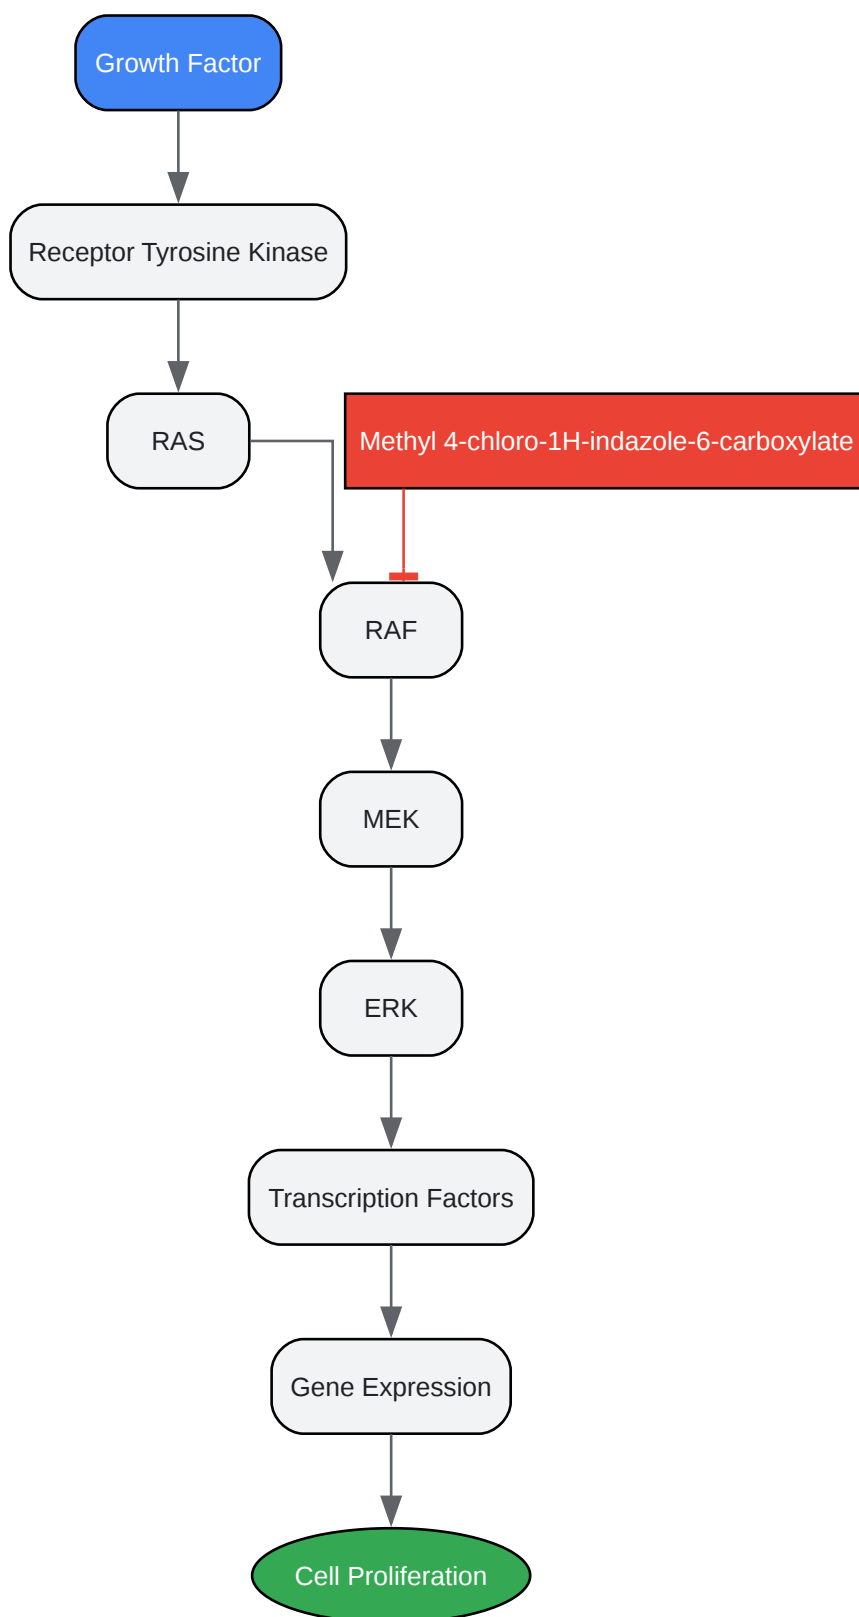 Growth Factor
Receptor Tyrosine Kinase
RAS
Methyl 4-chloro-1H-indazole-6-carboxylate
RAF
MEK
ERK
Transcription Factors
Gene Expression
Cell Proliferation